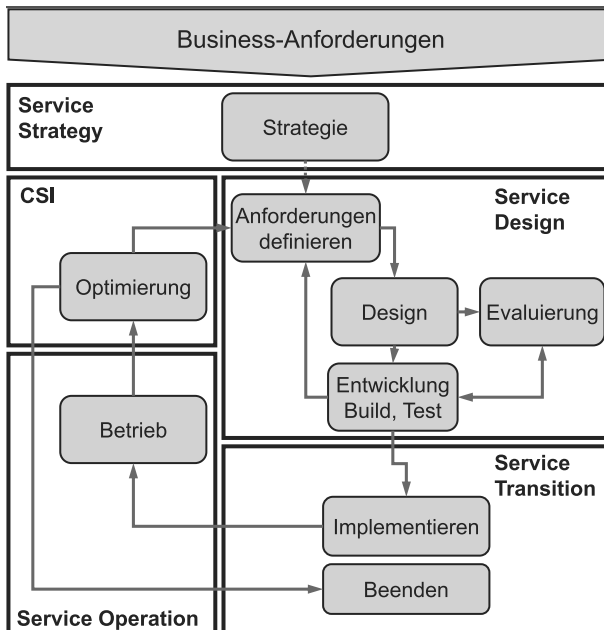 Business-Anforderungen
Service
Strategy
Strategie
CSI
Service
Design
Anforderungen
definieren
Optimierung
Design
Evaluierung
Entwicklung
Build, Test
Betrieb
Service
Transition
Implementieren
Beenden
Service Operation